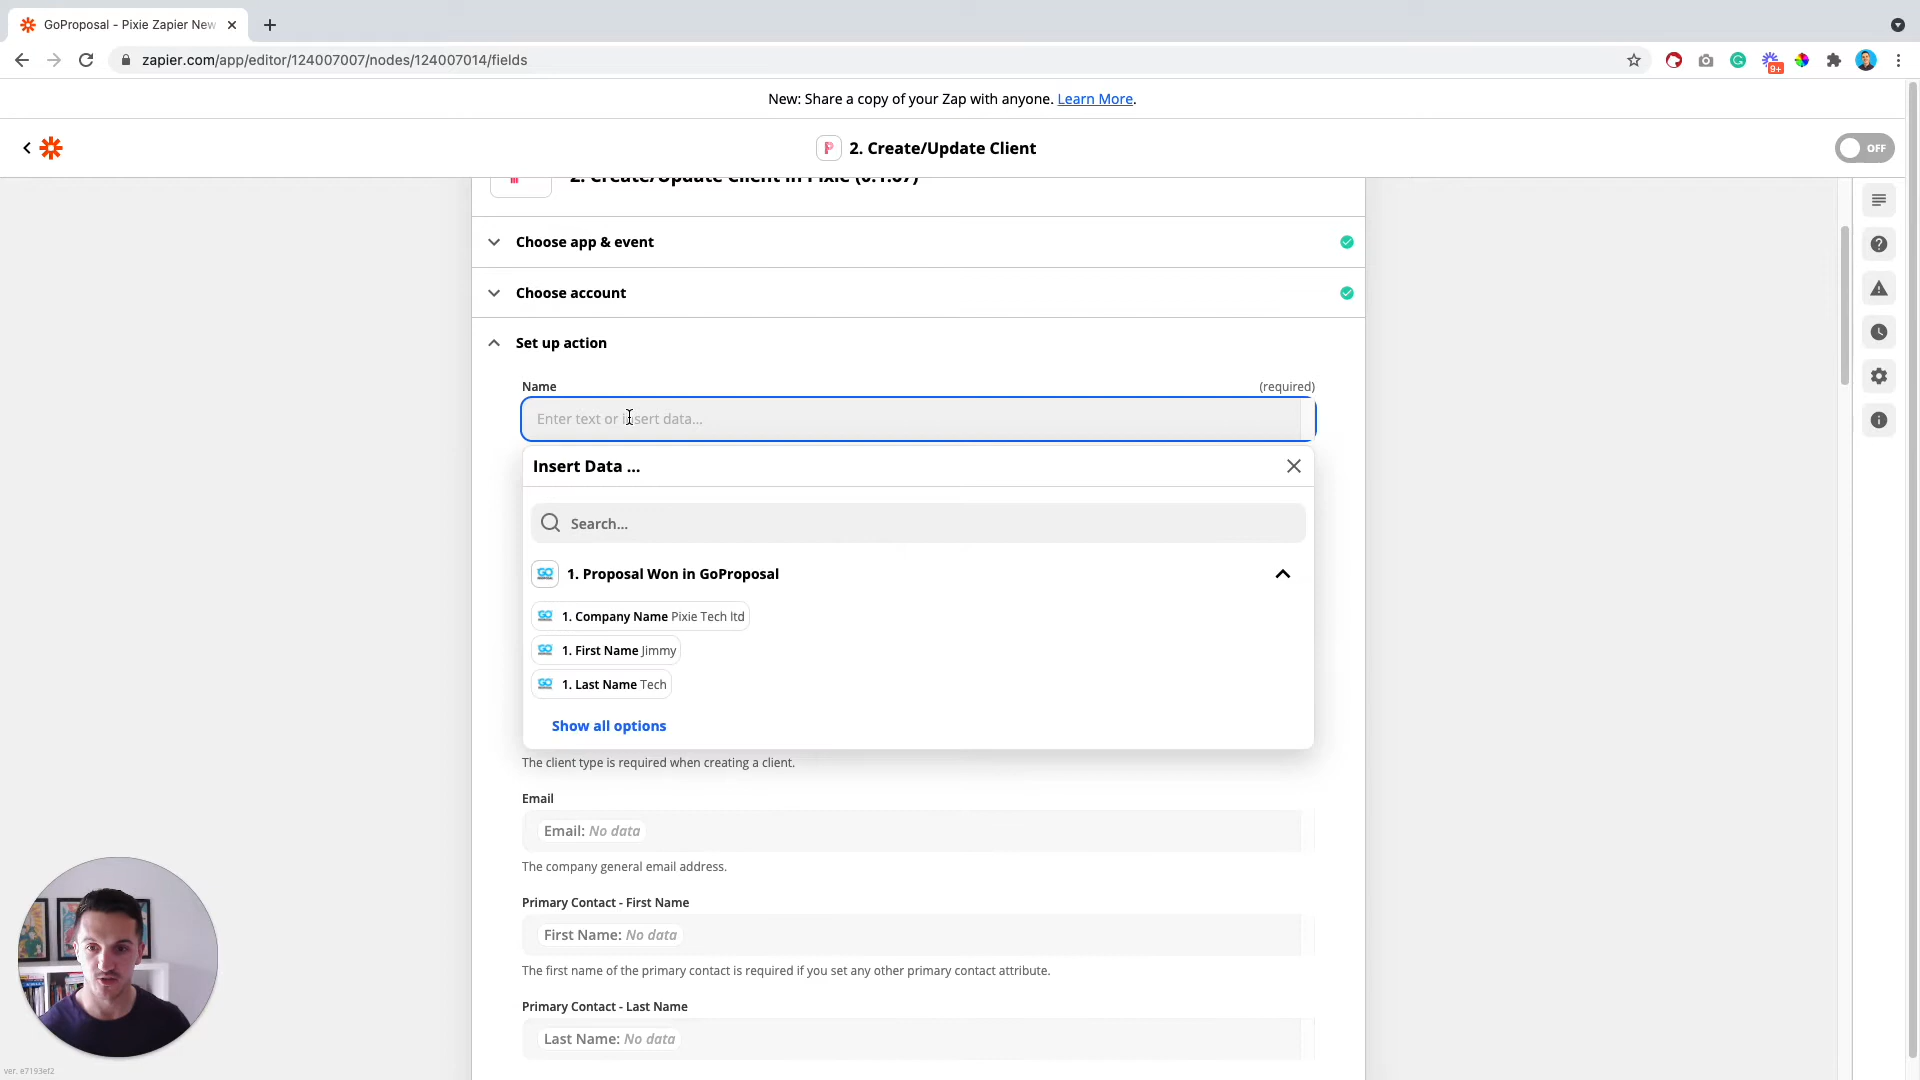 GoProposal - Pixie Zapier New
zapier.com/app/editor/124007007/nodes/124007014/fields
9+
New: Share a copy of your Zap with anyone. Learn More.
2. Create/Update Client
OFF
2. Create/Update Client in Pixie (0.1.67)
Choose app & event
Choose account
Set up action
Name
(required)
Enter text or insert data...
Insert Data ...
Search...
1. Proposal Won in GoProposal
1. Company Name Pixie Tech ltd
1. First Name Jimmy
1. Last Name Tech
Show all options
The client type is required when creating a client.
Email
Email: No data
The company general email address.
Primary Contact - First Name
First Name: No data
The first name of the primary contact is required if you set any other primary contact attribute.
Primary Contact - Last Name
Last Name: No data
ver. e7193ef2